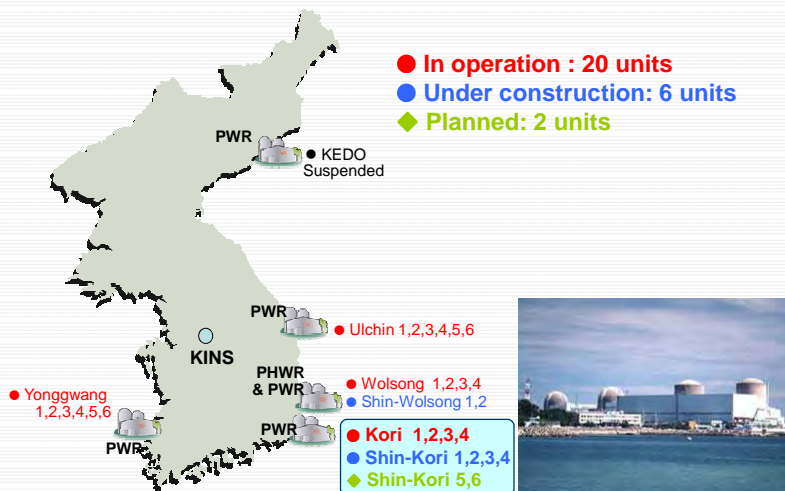 ● In operation : 20 units
● Under construction: 6 units
◆ Planned: 2 units
PWR
● KEDO
Suspended
PWR
● Ulchin 1,2,3,4,5,6
KINS
PHWR
& PWR
● Wolsong 1,2,3,4
● Shin-Wolsong 1,2
● Yonggwang
1,2,3,4,5,6
PWR
PWR
● Kori 1,2,3,4
● Shin-Kori 1,2,3,4
◆ Shin-Kori 5,6